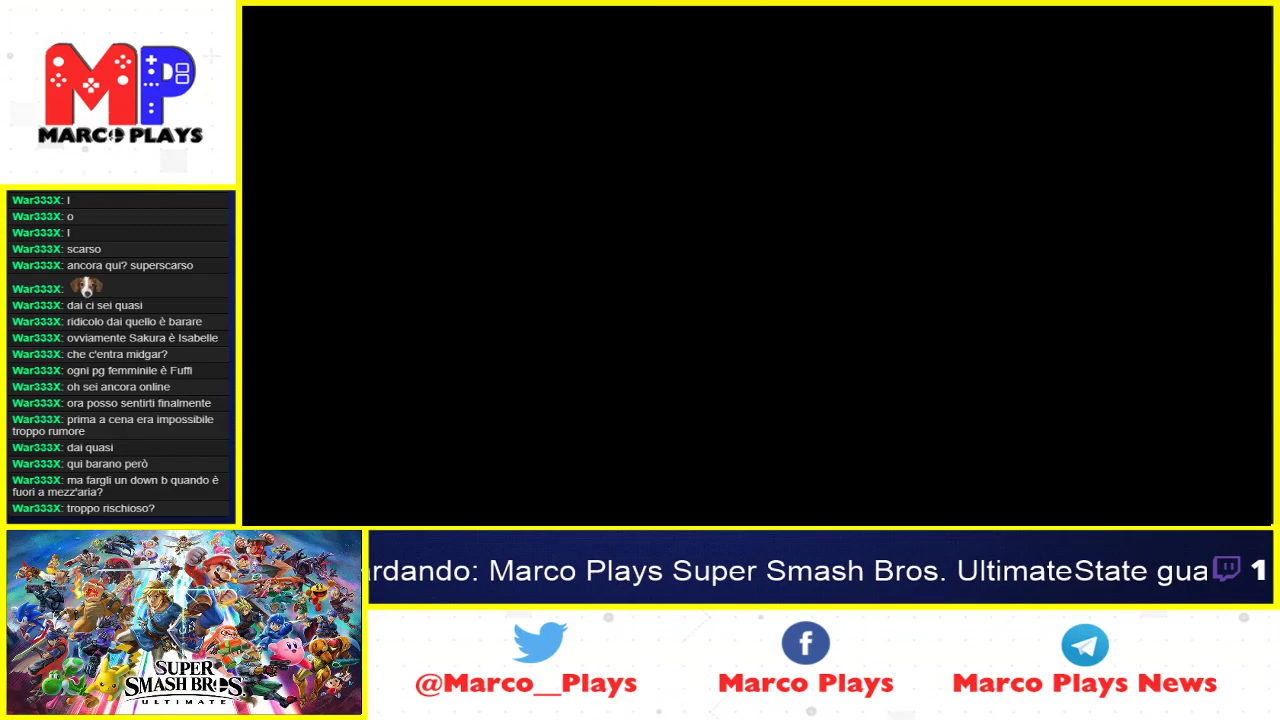 MP
MARCO PLAYS
War333X: l
War333X: o
War333X: l
War333X: scarso
War333X: ancora qui? superscarso
War333X:
War333X: dai ci sei quasi
War333X: ridicolo dai quello è barare
War333X: ovviamente Sakura è Isabelle
War333X: che c'entra midgar?
War333X: ogni pg femminile è Fuffi
War333X: oh sei ancora online
War333X: ora posso sentirti finalmente
War333X: prima a cena era impossibile
troppo rumore
War333X: dai quasi
War333X: qui barano però
War333X: ma fargli un down b quando è
fuori a mezz'aria?
War333X: troppo rischioso?
SUPER
SMASH BROS.
ULTIMATE
ardando: Marco Plays Super Smash Bros. UltimateState gua 1
@Marco__Plays
Marco Plays
Marco Plays News